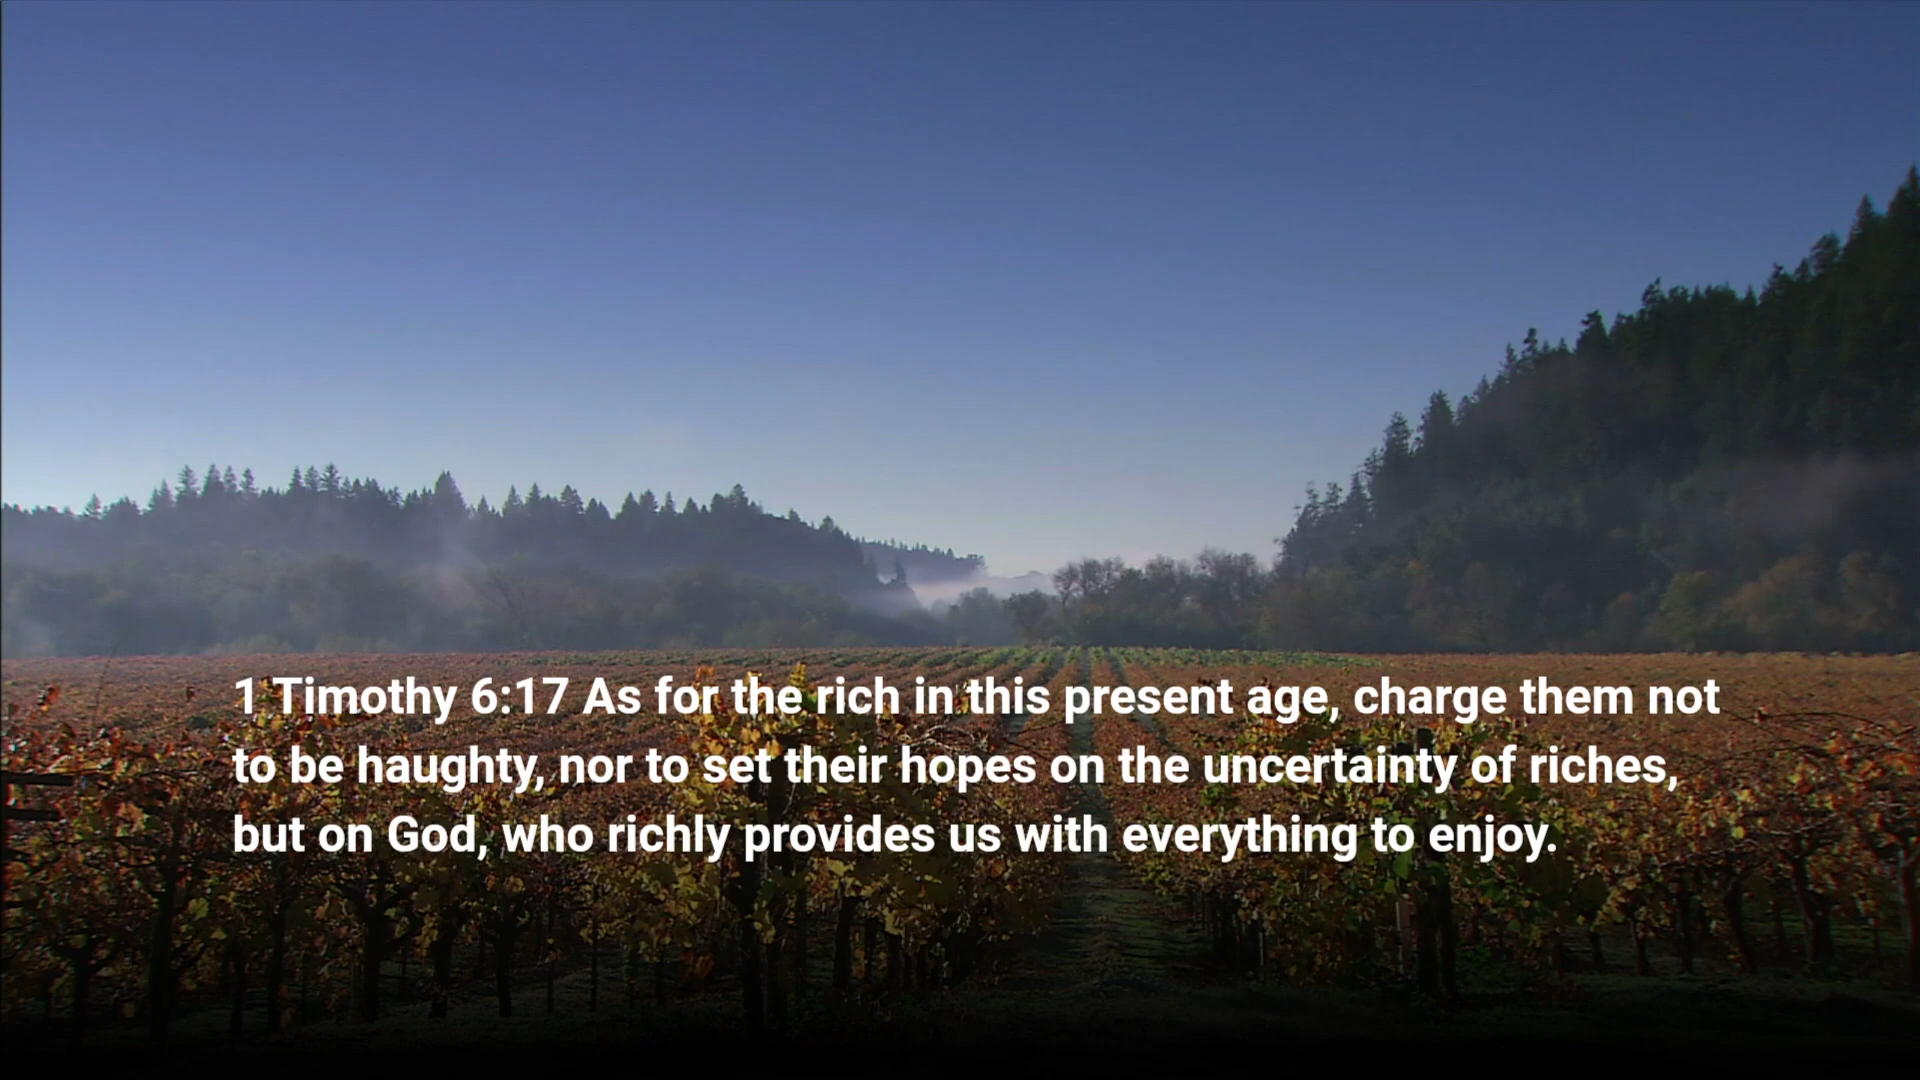 1 Timothy 6:17 As for the rich in this present age, charge them not
to be haughty, nor to set their hopes on the uncertainty of riches,
but on God, who richly provides us with everything to enjoy.